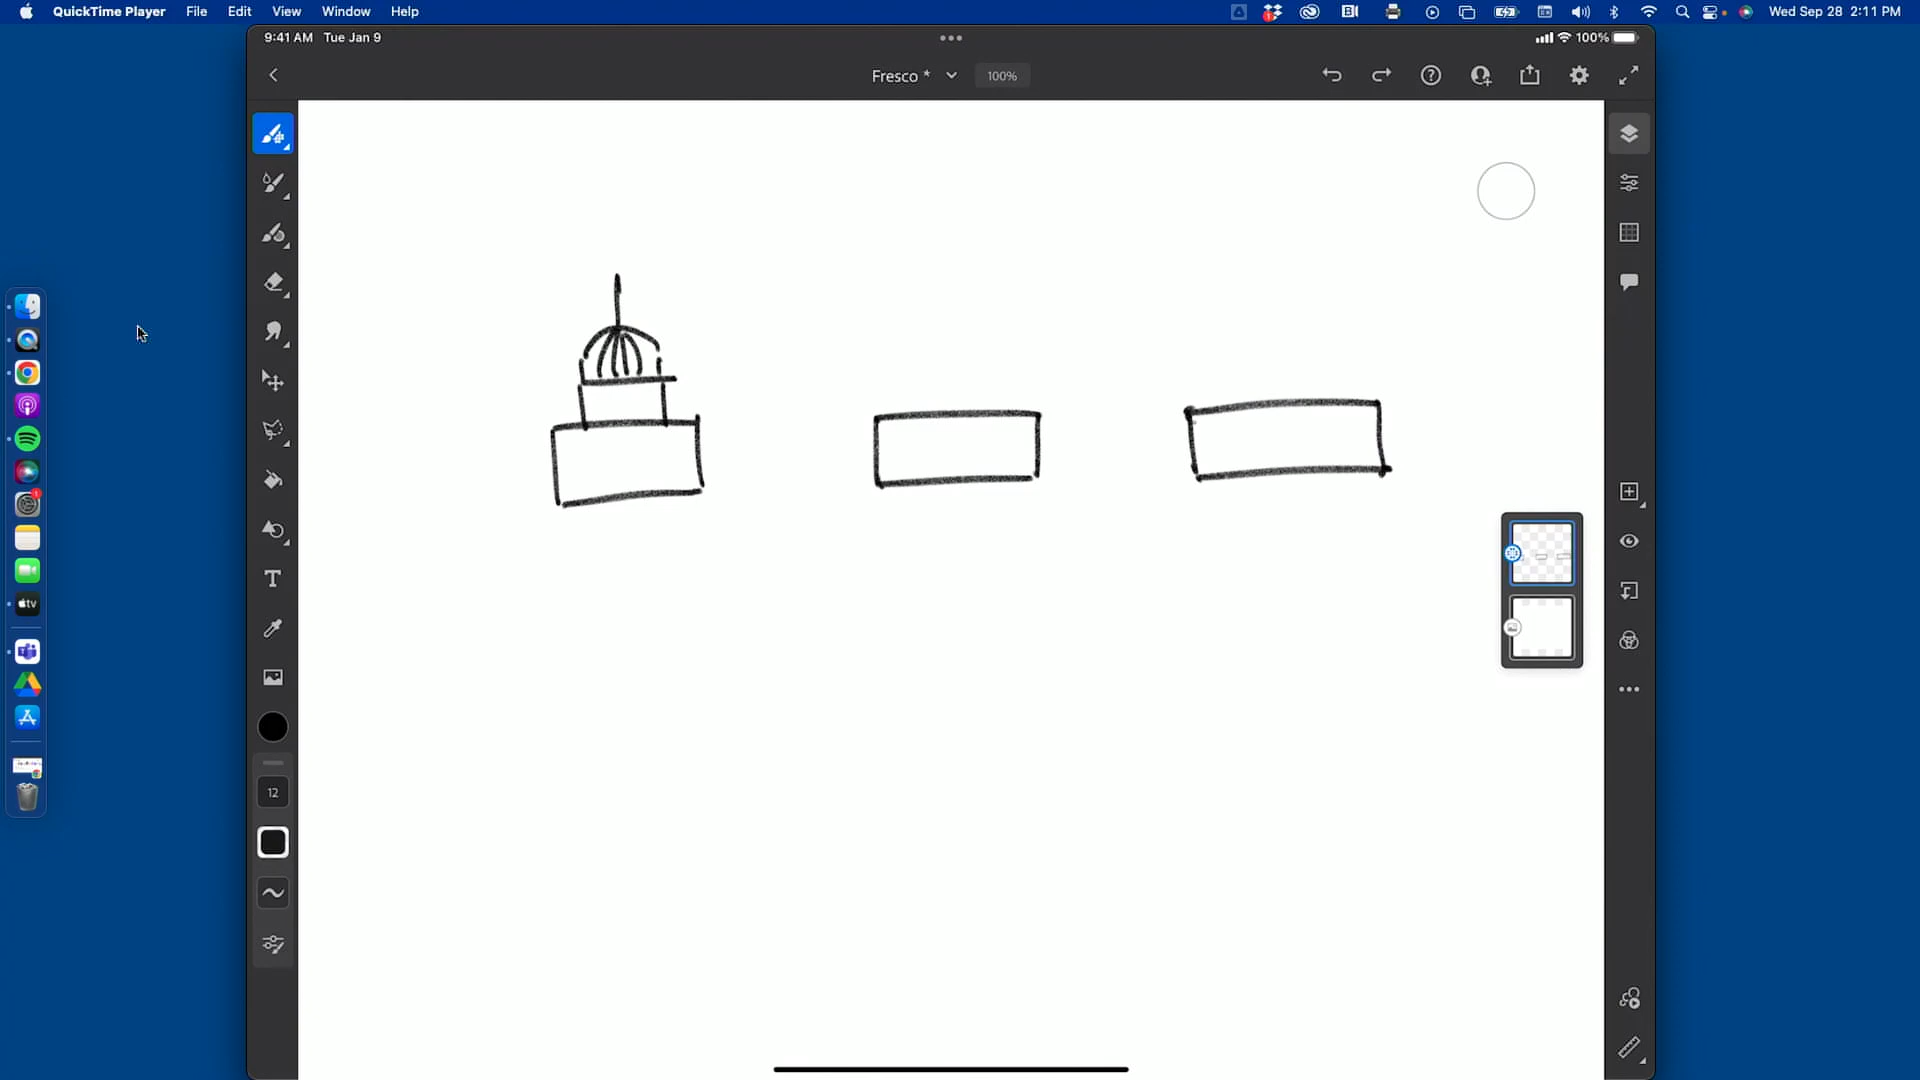 QuickTime Player File Edit View Window Help
Wed Sep 28 2:11 PM
9:41 AM Tue Jan 9
100%
Fresco *
100%
12
T
tv